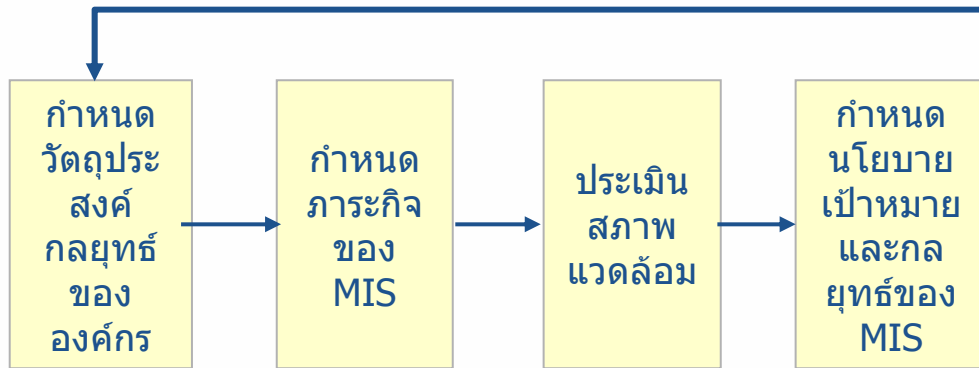 กำหนด
วัตถุประ
สงค์
กลยุทธ์
ของ
องค์กร
กำหนด
ภาระกิจ
ของ
MIS
ประเมิน
สภาพ
แวดล้อม
กำหนด
นโยบาย
เป้าหมาย
และกล
ยุทธ์ของ
MIS